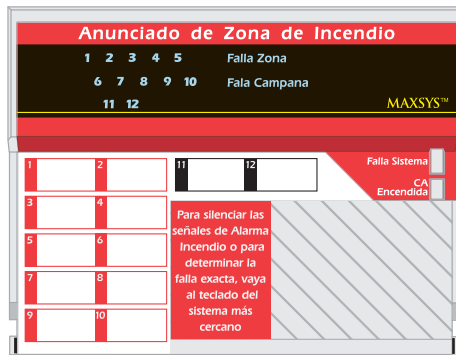 Anunciado de Zona de Incendio
1 2 3 4 5 Falla Zona
6 7 8 9 10 Fala Campana
11 12
MAXSYS™
Falla Sistema
CA
Encendida
1 2 11 12
3 4
5 6
7 8
9 10
Para silenciar las
señales de Alarma
Incendio o para
determinar la
falla exacta, vaya
al teclado del
sistema más
cercano